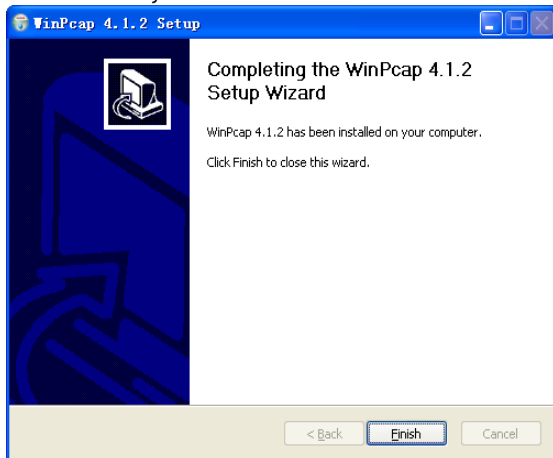 WinPcap 4.1.2 Setup
Completing the WinPcap 4.1.2
Setup Wizard
WinPcap 4.1.2 has been installed on your computer.
Click Finish to close this wizard.
< Back
Finish
Cancel